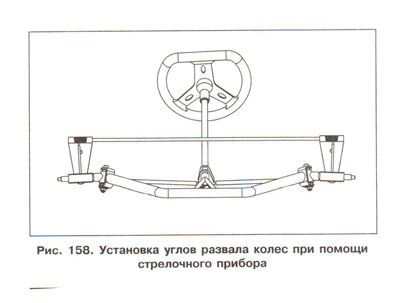 Рис. 158. Установка углов развала колес при помощи
стрелочного прибора